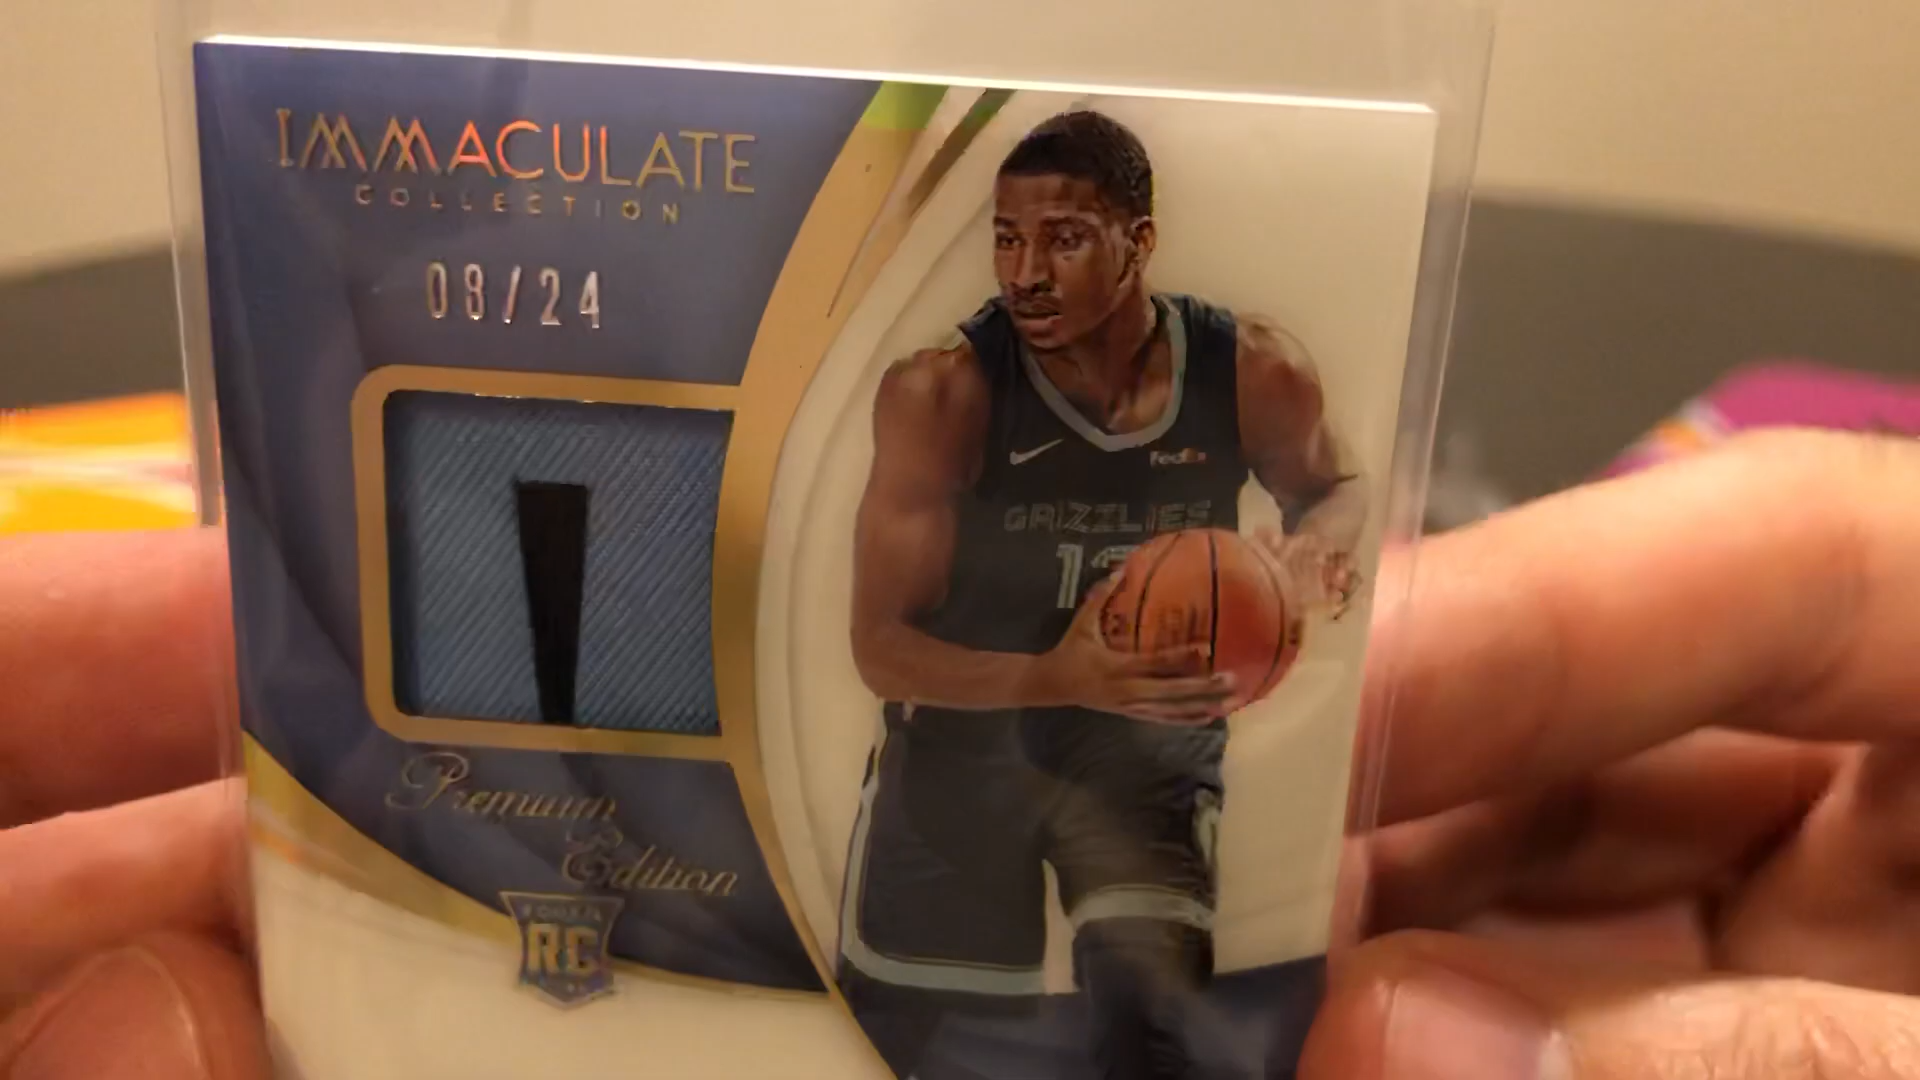 IMMACULATE
COLLECTION
08/24
FedEx
GRIZZLIES
Premium
Edition
RC